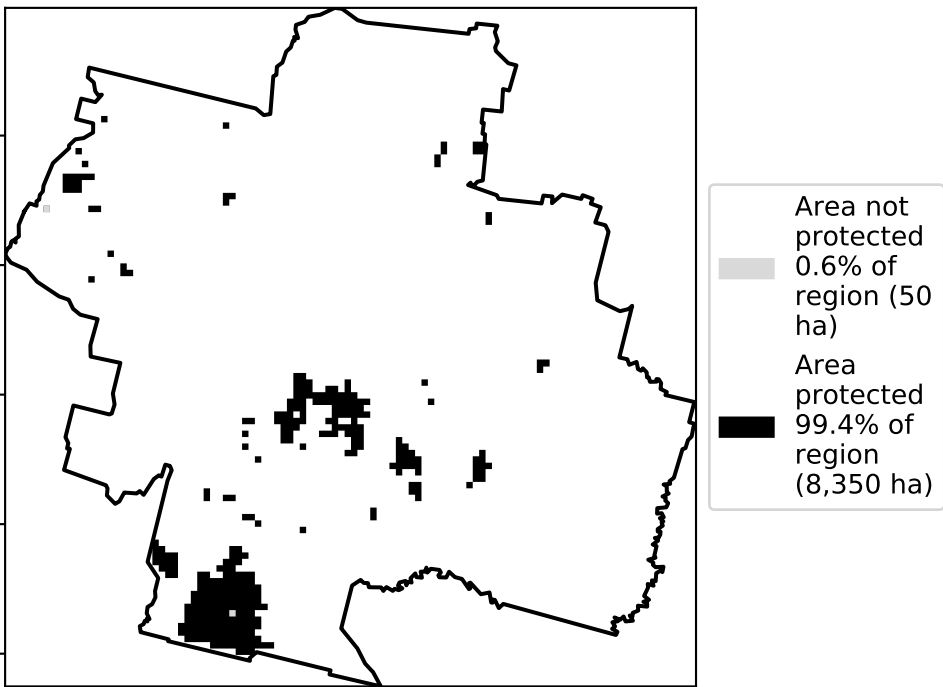 Area not
protected
0.6% of
region (50
ha)
Area
protected
99.4% of
region
(8,350 ha)